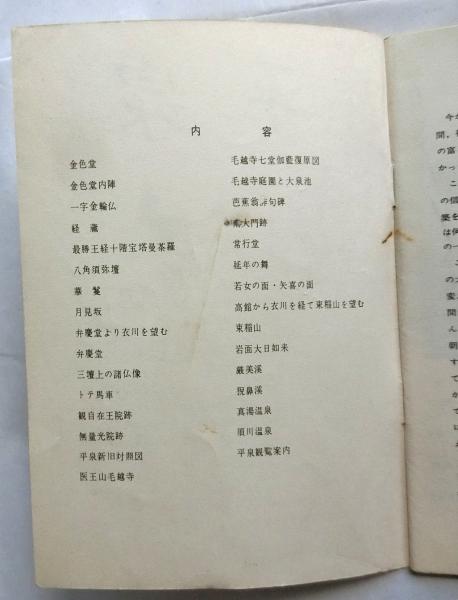 内容
金色堂
金色堂内陣
一字金輪仏
経蔵
最勝王経十階宝塔曼荼羅
八角須弥壇
華鬘
月見坂
弁慶堂より衣川を望む
弁慶堂
三壇上の諸仏像
トテ馬車
観自在王院跡
無量光院跡
平泉新旧対照図
医王山毛越寺
毛越寺七堂伽藍復原図
毛越寺庭園と大泉池
芭蕉翁俳句碑
南大門跡
常行堂
延年の舞
若女の面・矢喜の面
高館から衣川を経て東稲山を望む
東稲山
岩面大日如来
厳美渓
猊鼻渓
真湯温泉
須川温泉
平泉観覧案内